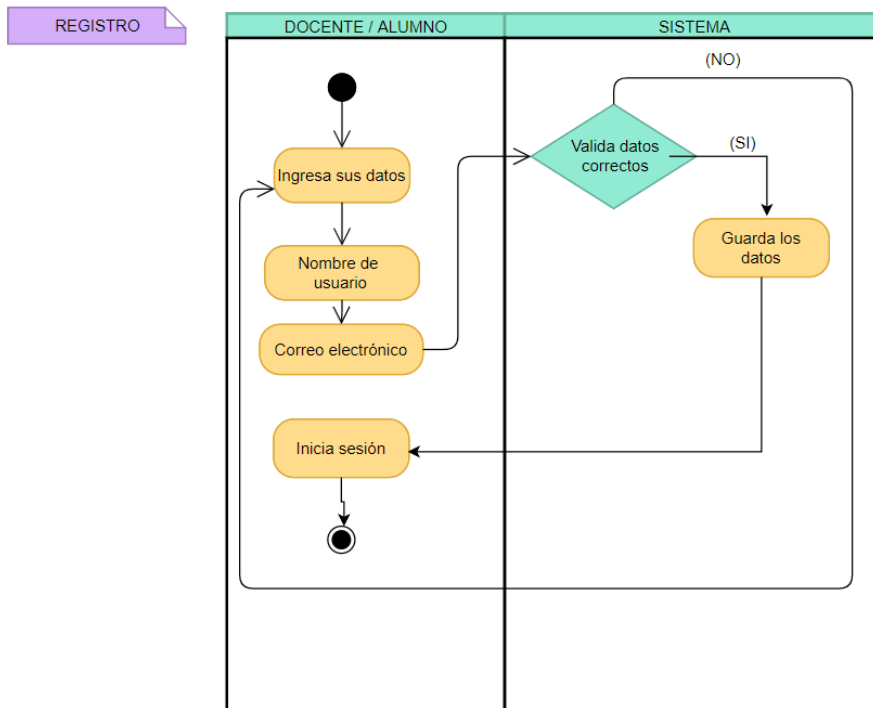 REGISTRO
DOCENTE / ALUMNO
SISTEMA
(NO)
Valida datos
correctos
(SI)
Ingresa sus datos
Guarda los
datos
Nombre de
usuario
Correo electrónico
Inicia sesión